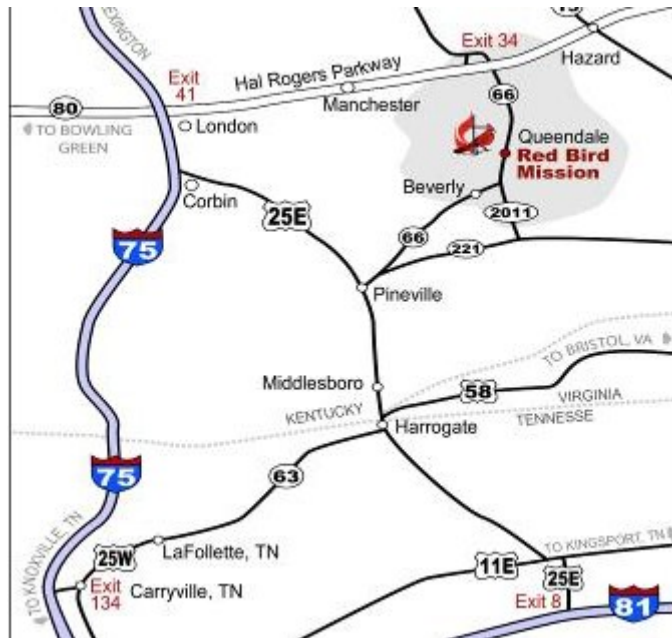 Exit 34
Hazard
Exit
41
Hal Rogers Parkway
80
Manchester
66
TO BOWLING
GREEN
London
Queendale
Red Bird
Mission
Corbin
Beverly
2011
25E
66
221
75
Pineville
TO BRISTOL, VA
Middlesboro
58
VIRGINIA
KENTUCKY
TENNESSE
Harrogate
63
75
TO KNOXVILLE, TN
25W
LaFollette, TN
TO KINGSPORT, TN
11E
25E
Exit
134
Carryville, TN
Exit 8
81